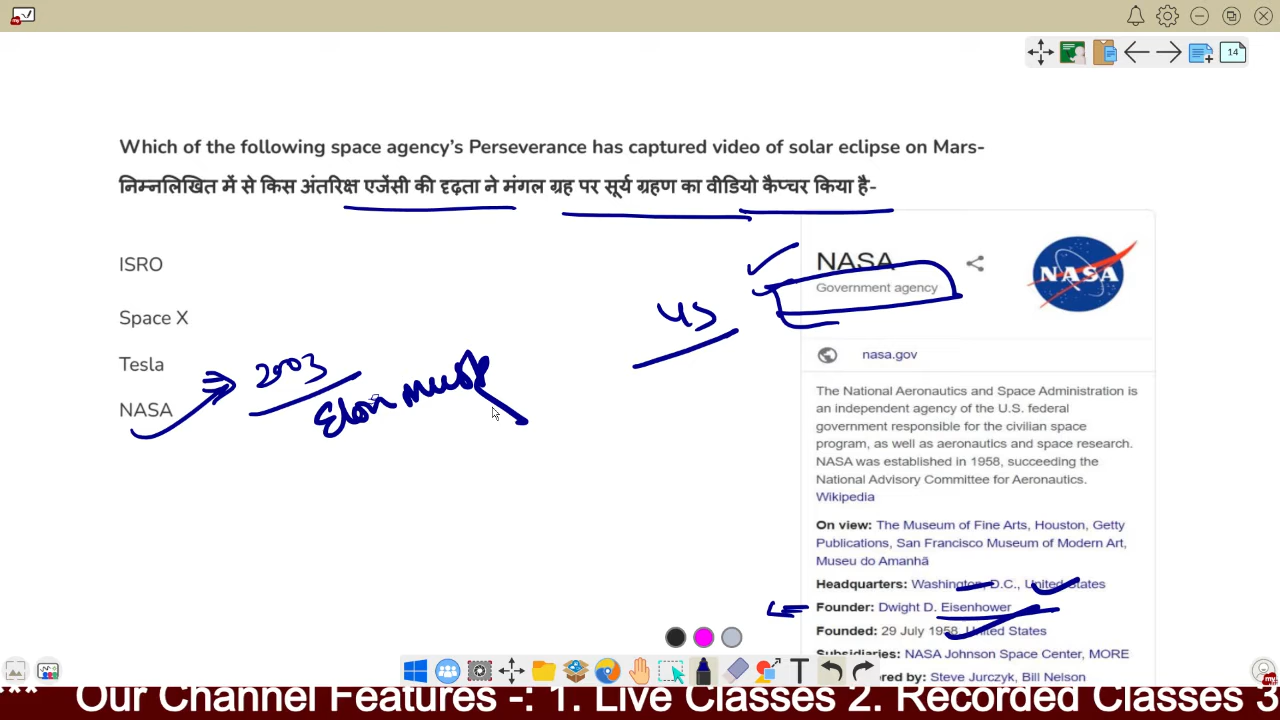 14
Which of the following space agency's Perseverance has captured video of solar eclipse on Mars-
निम्नलिखित में से किस अंतरिक्ष एजेंसी की दृढ़ता ने मंगल ग्रह पर सूर्य ग्रहण का वीडियो कैप्चर किया है-
ISRO
Space X
Tesla
NASA
2003
Elon Musk
US
NASA
Government agency
NASA
nasa.gov
The National Aeronautics and Space Administration is
an independent agency of the U.S. federal
government responsible for the civilian space
program, as well as aeronautics and space research.
NASA was established in 1958, succeeding the
National Advisory Committee for Aeronautics.
Wikipedia
On view: The Museum of Fine Arts, Houston, Getty
Publications, San Francisco Museum of Modern Art,
Museu do Amanhã
Headquarters: Washington, D.C., United States
Founder: Dwight D. Eisenhower
Founded: 29 July 1958, United States
Subsidiaries: NASA Johnson Space Center, MORE
by: Steve Jurczyk, Bill Nelson
*** Our Channel Features -: 1. Live Classes 2. Recorded Classes 3